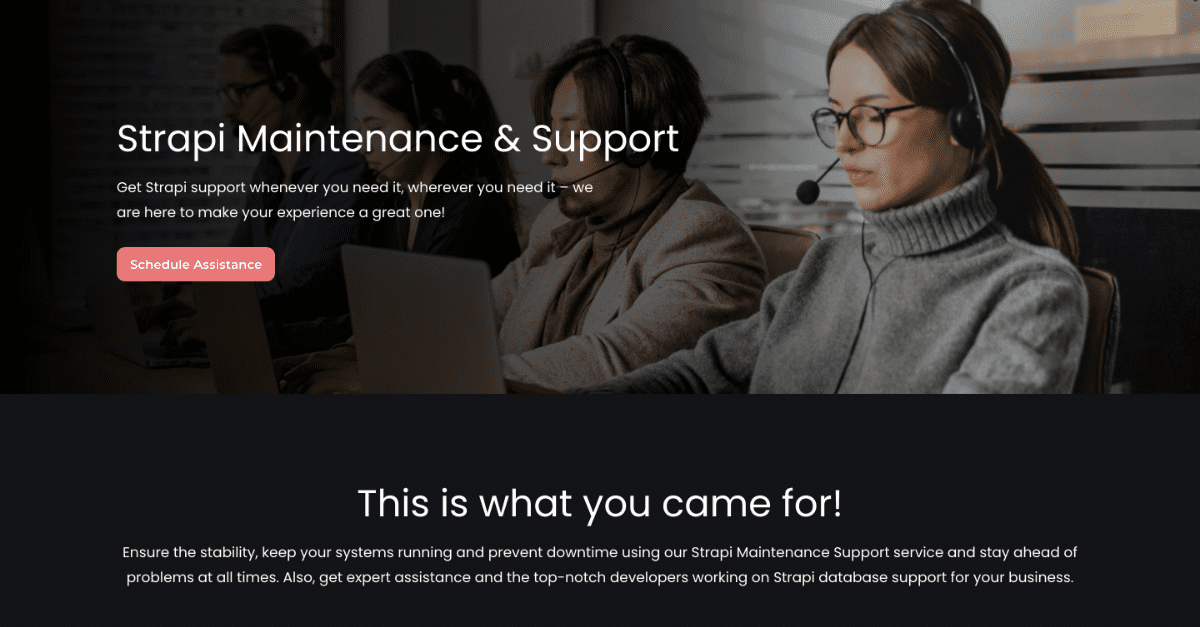 Strapi Maintenance & Support
Get Strapi support whenever you need it, wherever you need it – we
are here to make your experience a great one!
Schedule Assistance
This is what you came for!
Ensure the stability, keep your systems running and prevent downtime using our Strapi Maintenance Support service and stay ahead of
problems at all times. Also, get expert assistance and the top-notch developers working on Strapi database support for your business.